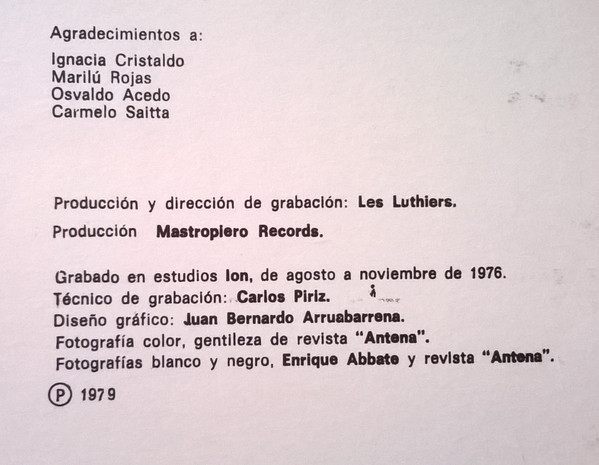 Agradecimientos a:
Ignacia Cristaldo
Marilú Rojas
Osvaldo Acedo
Carmelo Saitta
Producción y dirección de grabación: Les Luthiers.
Producción Mastropiero Records.
Grabado en estudios Ion, de agosto a noviembre de 1976.
Técnico de grabación: Carlos Piriz.
Diseño gráfico: Juan Bernardo Arruabarrena.
Fotografía color, gentileza de revista “Antena”.
Fotografías blanco y negro, Enrique Abbate y revista “Antena”.
Ⓟ 1979